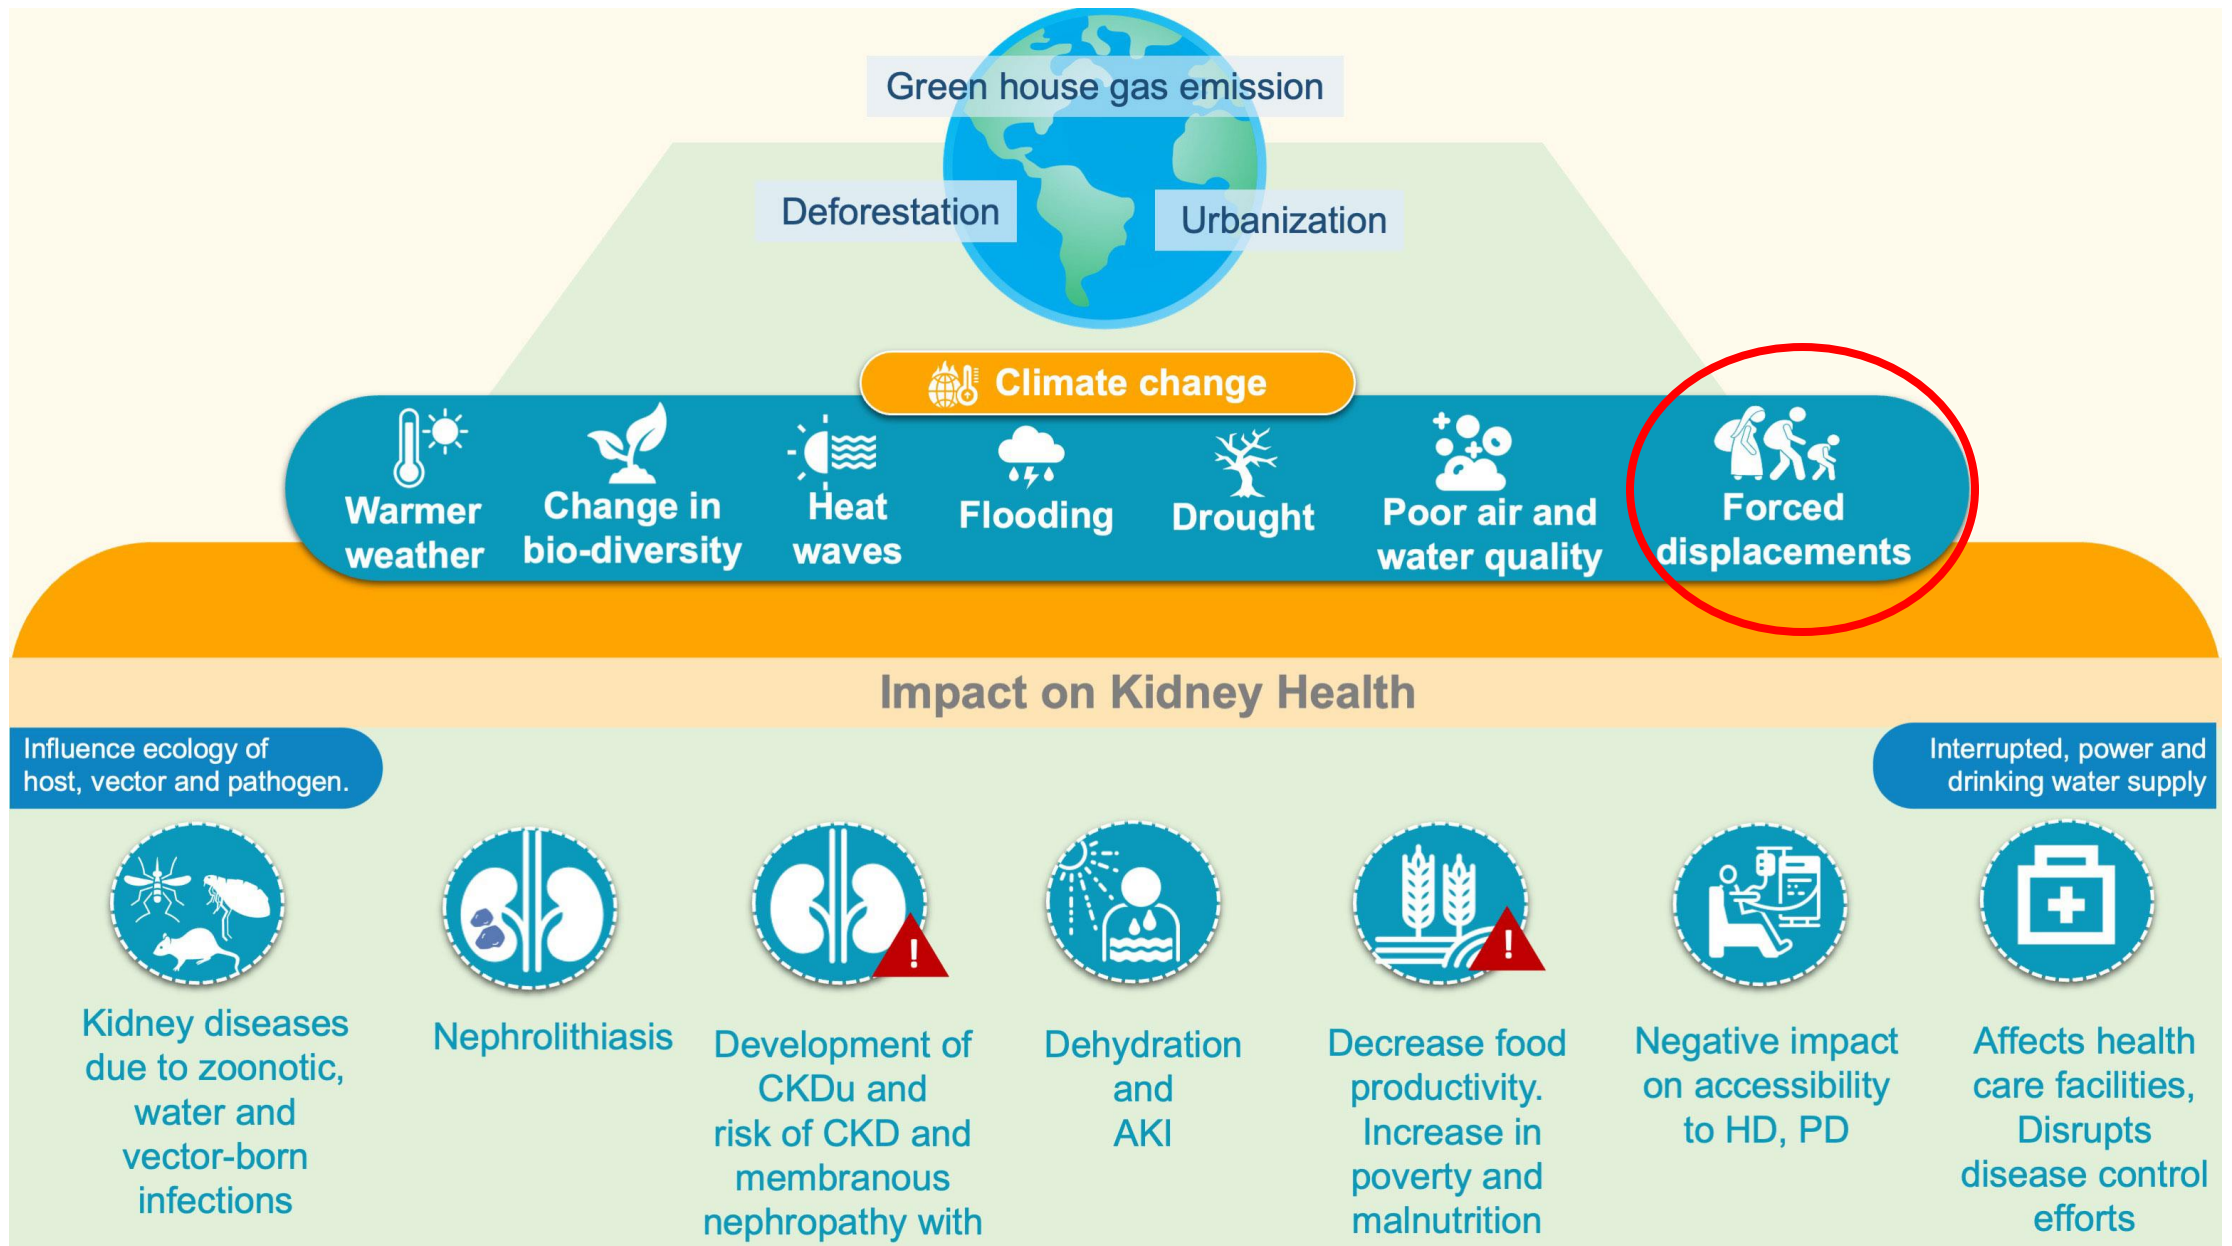 Green house gas emission
Deforestation
Urbanization
Climate change
Warmer
weather
Change in
bio-diversity
Heat
waves
Flooding
Drought
Poor air and
water quality
Forced
displacements
Impact on Kidney Health
Influence ecology of
host, vector and pathogen.
Interrupted, power and
drinking water supply
Kidney diseases
due to zoonotic,
water and
vector-born
infections
Nephrolithiasis
!
Development of
CKDu and
risk of CKD and
membranous
nephropathy with
Dehydration
and
AKI
!
Decrease food
productivity.
Increase in
poverty and
malnutrition
Negative impact
on accessibility
to HD, PD
Affects health
care facilities,
Disrupts
disease control
efforts